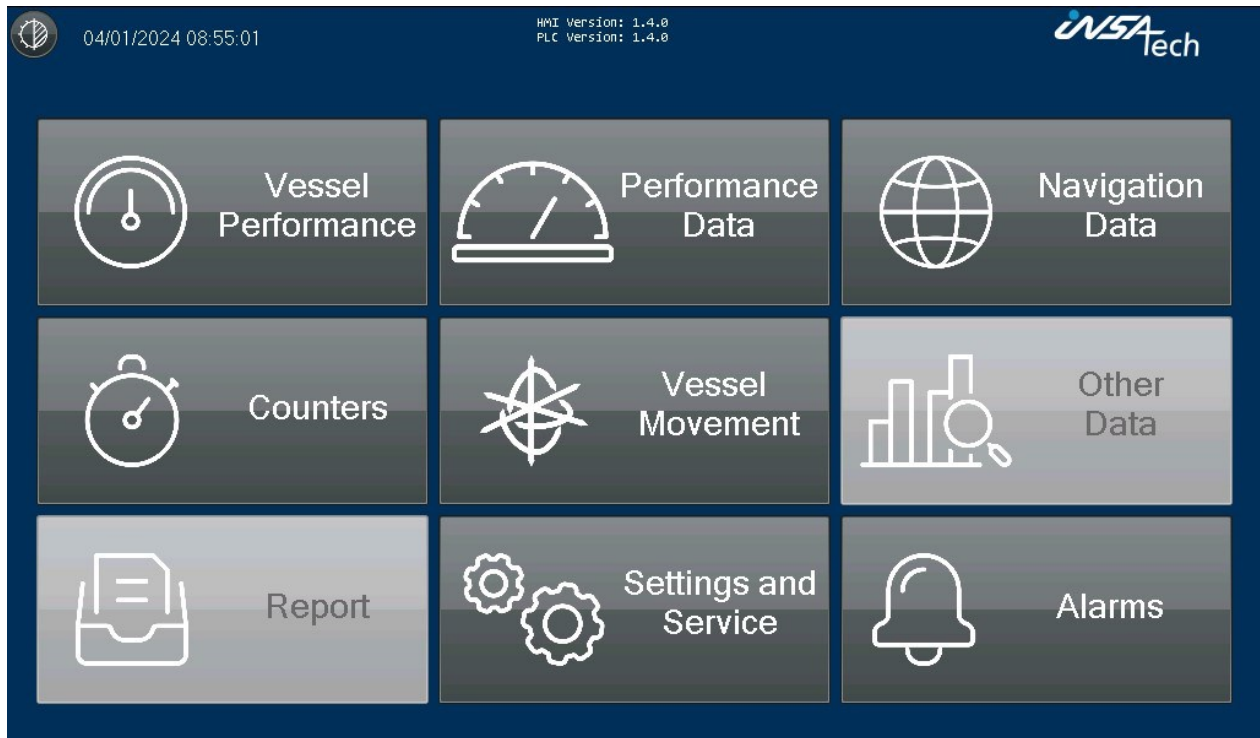 04/01/2024 08:55:01
HMI Version: 1.4.0
PLC Version: 1.4.0
iNSATech
Vessel
Performance
Performance
Data
Navigation
Data
Counters
Vessel
Movement
Other
Data
Report
Settings and
Service
Alarms